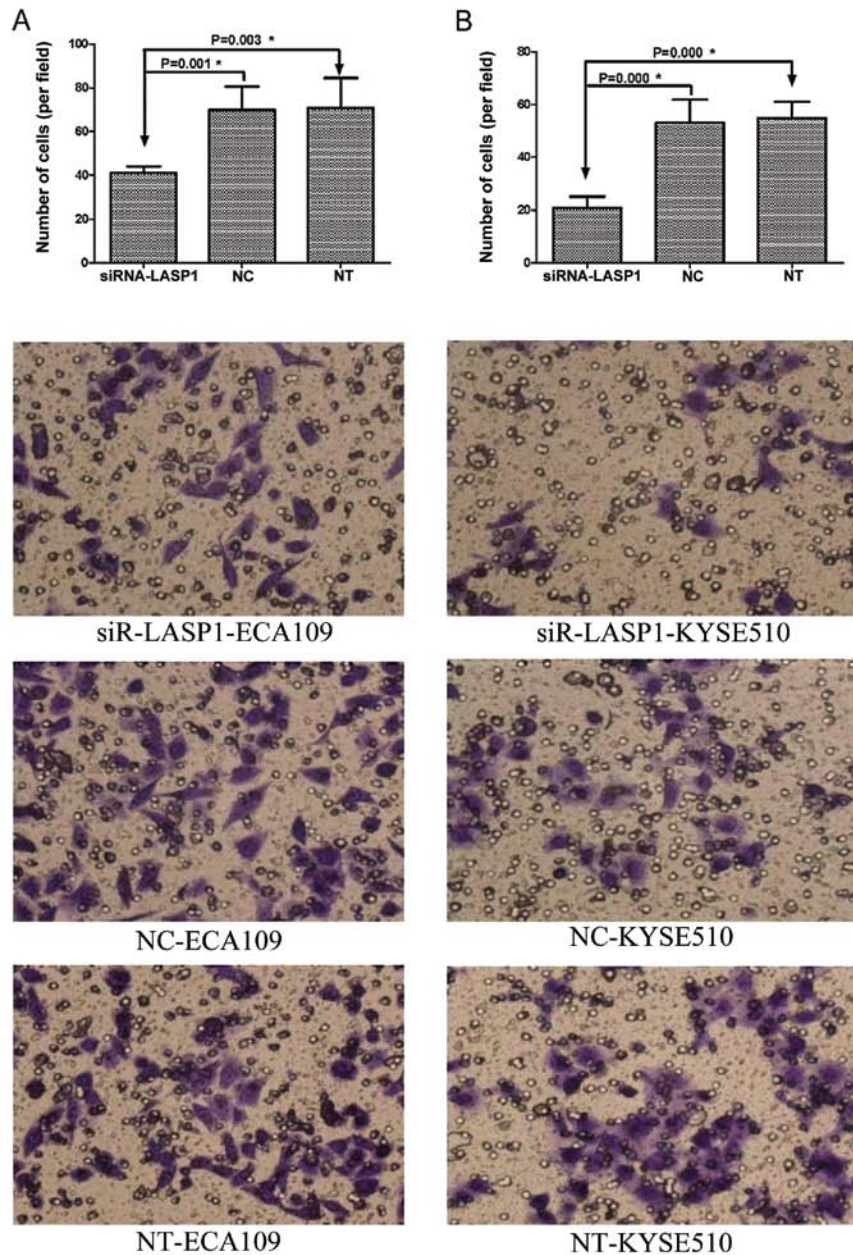 A
Number of cells (per field)
100
80
60
40
20
0
P=0.003 *
P=0.001 *
siRNA-LASP1
NC
NT
B
Number of cells (per field)
80
60
40
20
0
P=0.000 *
P=0.000 *
siRNA-LASP1
NC
NT
siR-LASP1-ECA109
siR-LASP1-KYSE510
NC-ECA109
NC-KYSE510
NT-ECA109
NT-KYSE510